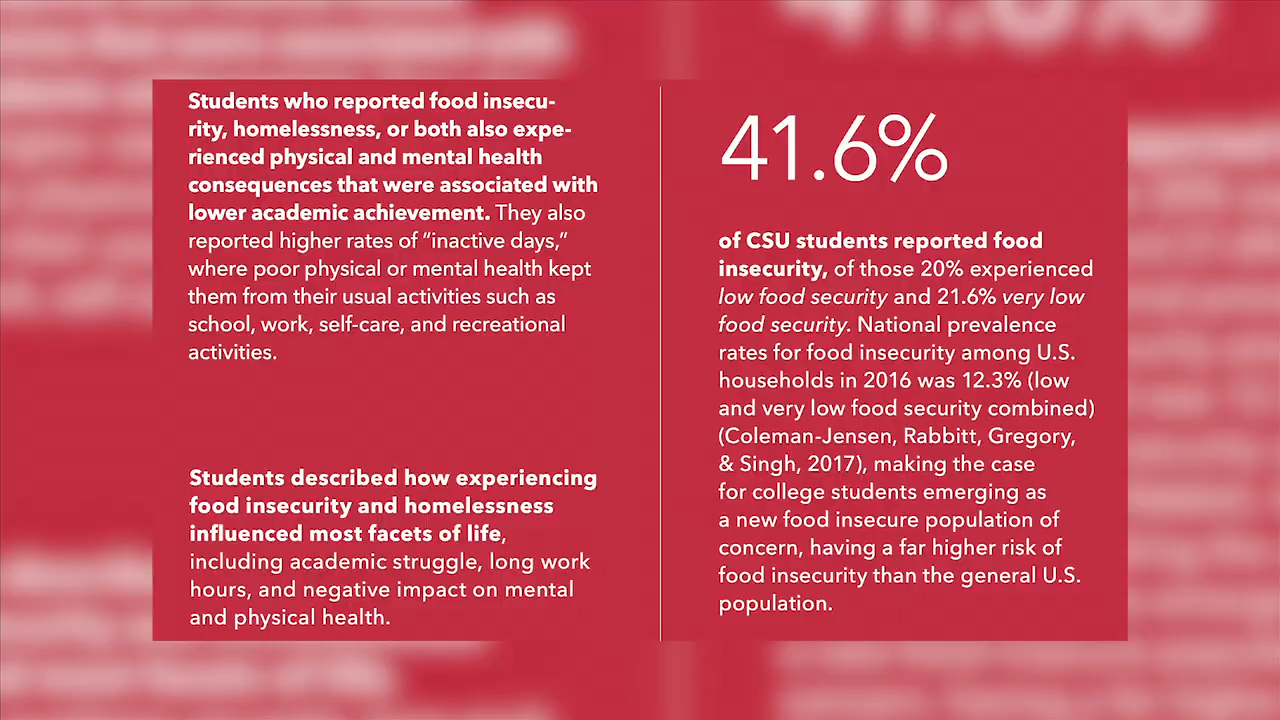 Students who reported food insecu-
rity, homelessness, or both also expe-
rienced physical and mental health
consequences that were associated with
lower academic achievement. They also
reported higher rates of “inactive days,”
where poor physical or mental health kept
them from their usual activities such as
school, work, self-care, and recreational
activities.
Students described how experiencing
food insecurity and homelessness
influenced most facets of life,
including academic struggle, long work
hours, and negative impact on mental
and physical health.
41.6%
of CSU students reported food
insecurity, of those 20% experienced
low food security and 21.6% very low
food security. National prevalence
rates for food insecurity among U.S.
households in 2016 was 12.3% (low
and very low food security combined)
(Coleman-Jensen, Rabbitt, Gregory,
& Singh, 2017), making the case
for college students emerging as
a new food insecure population of
concern, having a far higher risk of
food insecurity than the general U.S.
population.